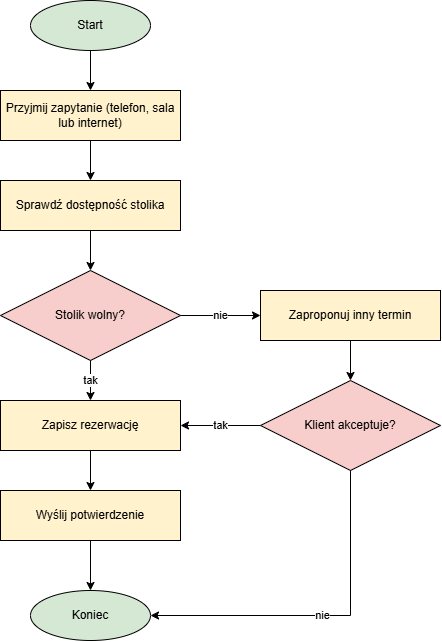 Start
Przyjmij zapytanie (telefon, sala
lub internet)
Sprawdź dostępność stolika
Stolik wolny?
nie
Zaproponuj inny termin
tak
Zapisz rezerwację
tak
Klient akceptuje?
Wyślij potwierdzenie
Koniec
nie